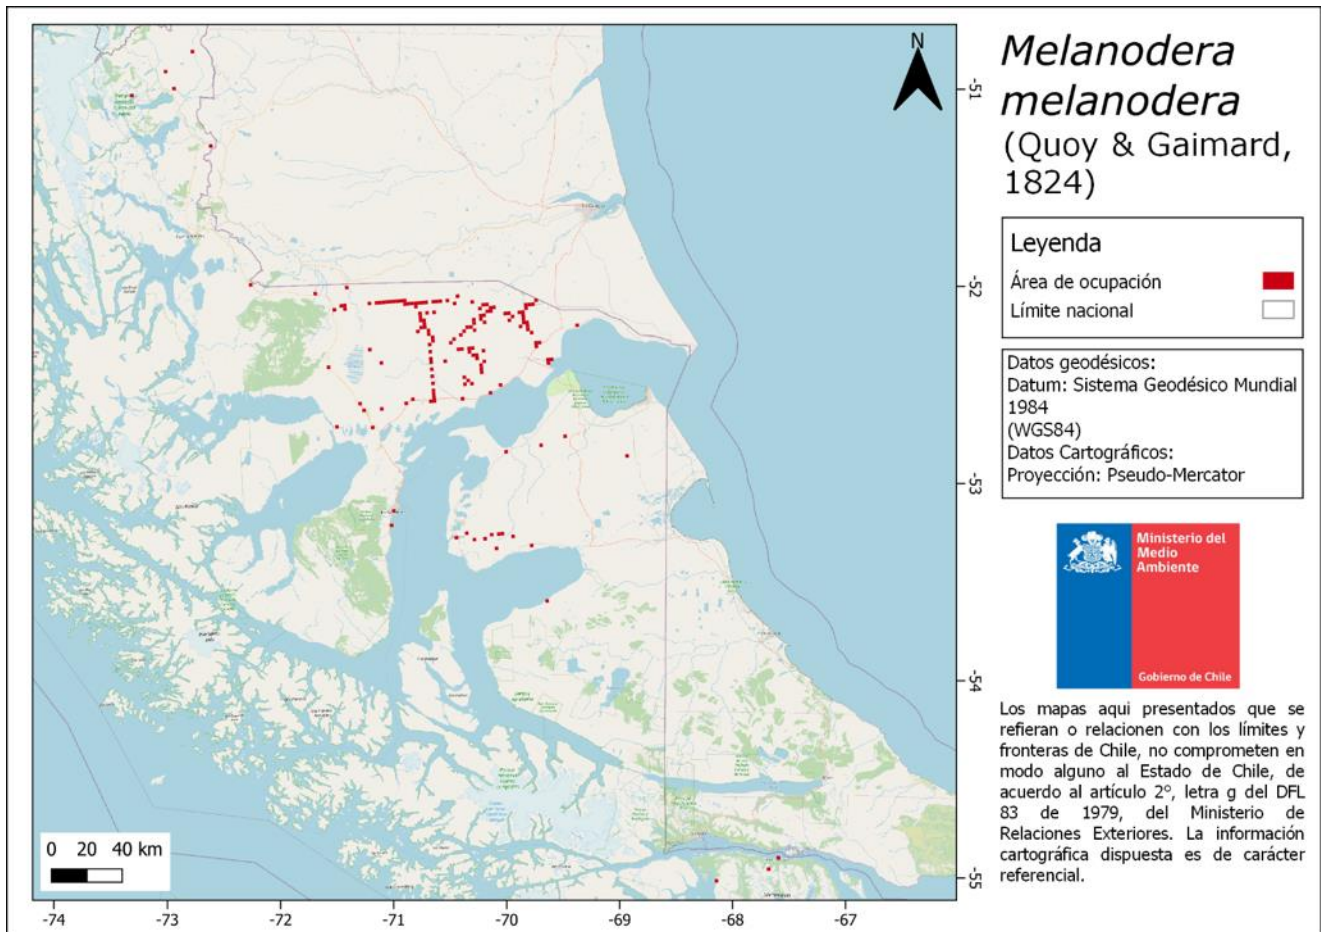 N
Melanodera
melanodera
(Quoy & Gaimard,
1824)
Leyenda
Área de ocupación
Límite nacional
Datos geodésicos:
Datum: Sistema Geodésico Mundial
1984
(WGS84)
Datos Cartográficos:
Proyección: Pseudo-Mercator
Ministerio del
Medio
Ambiente
Gobierno de Chile
Los mapas aqui presentados que se
refieran o relacionen con los límites y
fronteras de Chile, no comprometen en
modo alguno al Estado de Chile, de
acuerdo al artículo 2º, letra g del DFL
83 de 1979, del Ministerio de
Relaciones Exteriores. La información
cartográfica dispuesta es de carácter
referencial.
-51
-52
-53
-54
-55
0 20 40 km
-74 -73 -72 -71 -70 -69 -68 -67